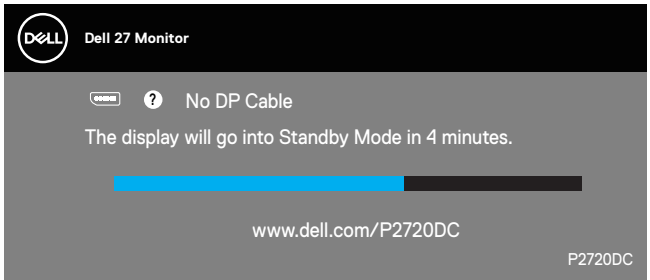 DELL
Dell 27 Monitor
? No DP Cable
The display will go into Standby Mode in 4 minutes.
www.dell.com/P2720DC
P2720DC